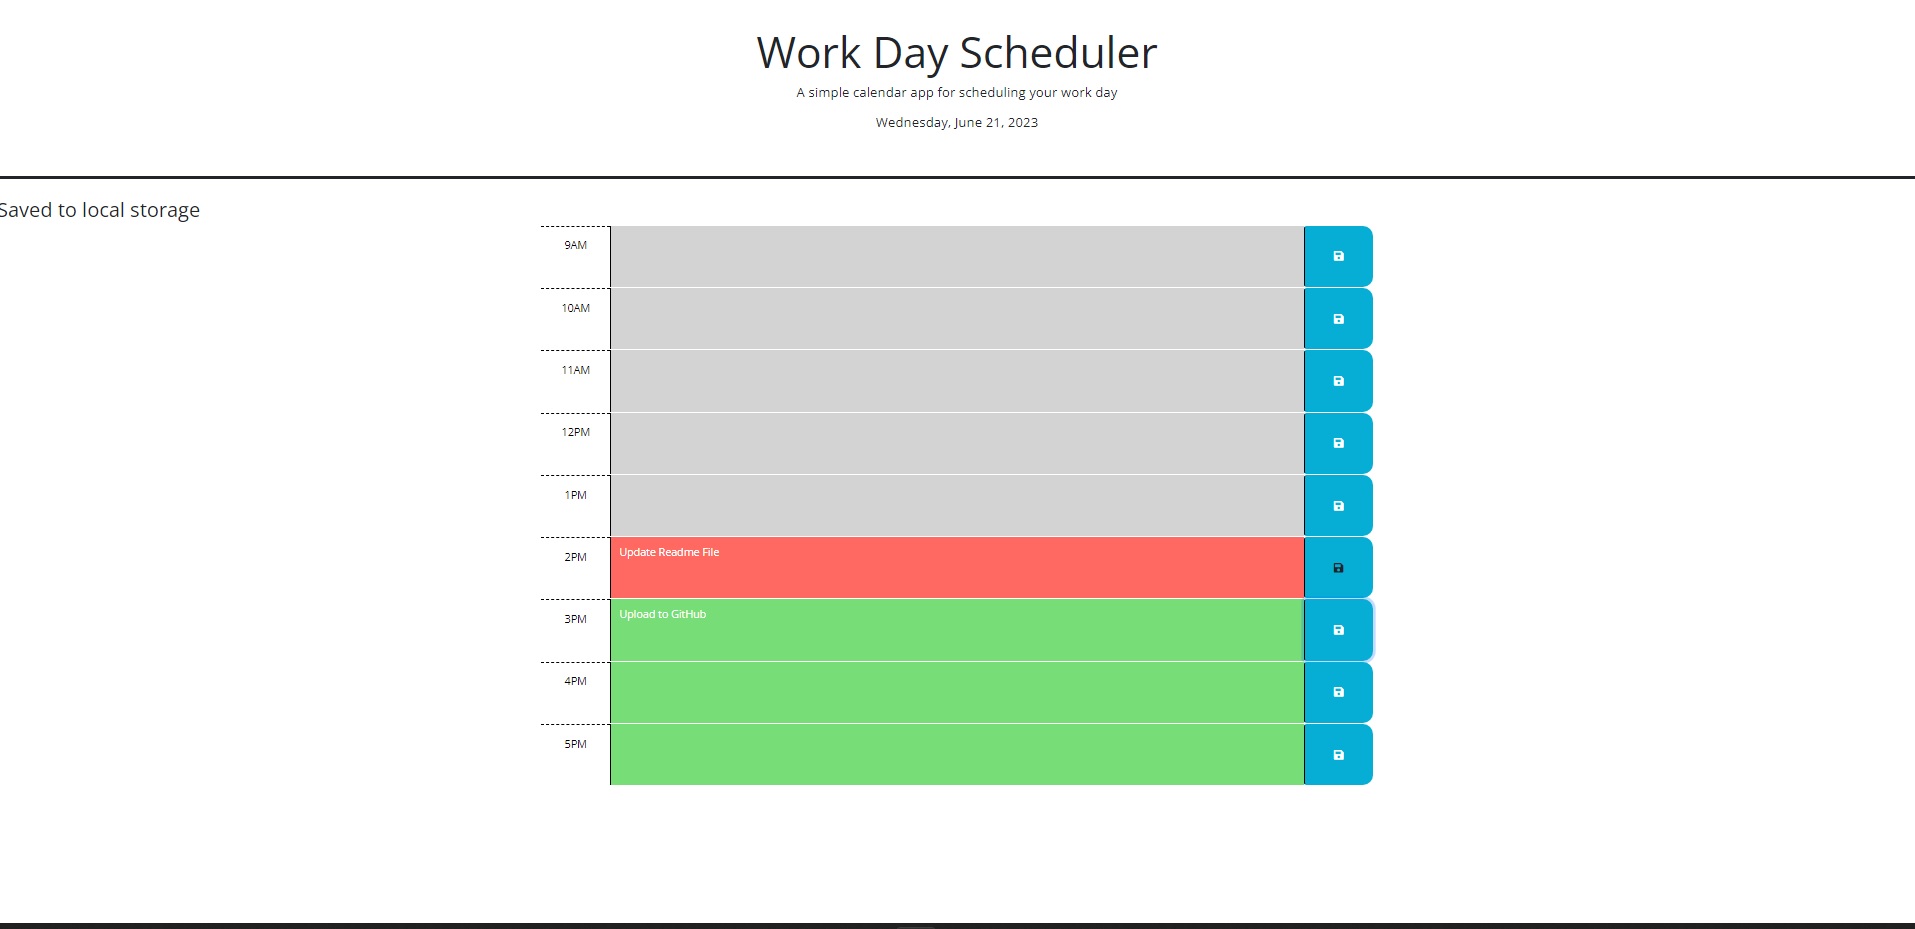 Work Day Scheduler
A simple calendar app for scheduling your work day
Wednesday, June 21, 2023
Saved to local storage
9AM
10AM
11AM
12PM
1PM
2PM Update Readme File
3PM Upload to GitHub
4PM
5PM